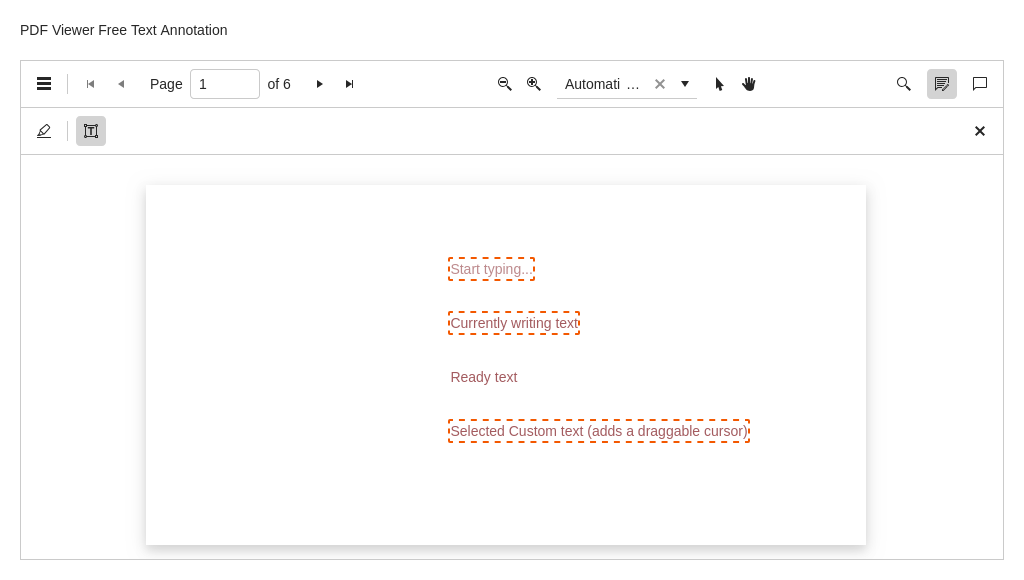 PDF Viewer Free Text Annotation
Page 1 of 6 Automati ...
Start typing...
Currently writing text
Ready text
Selected Custom text (adds a draggable cursor)